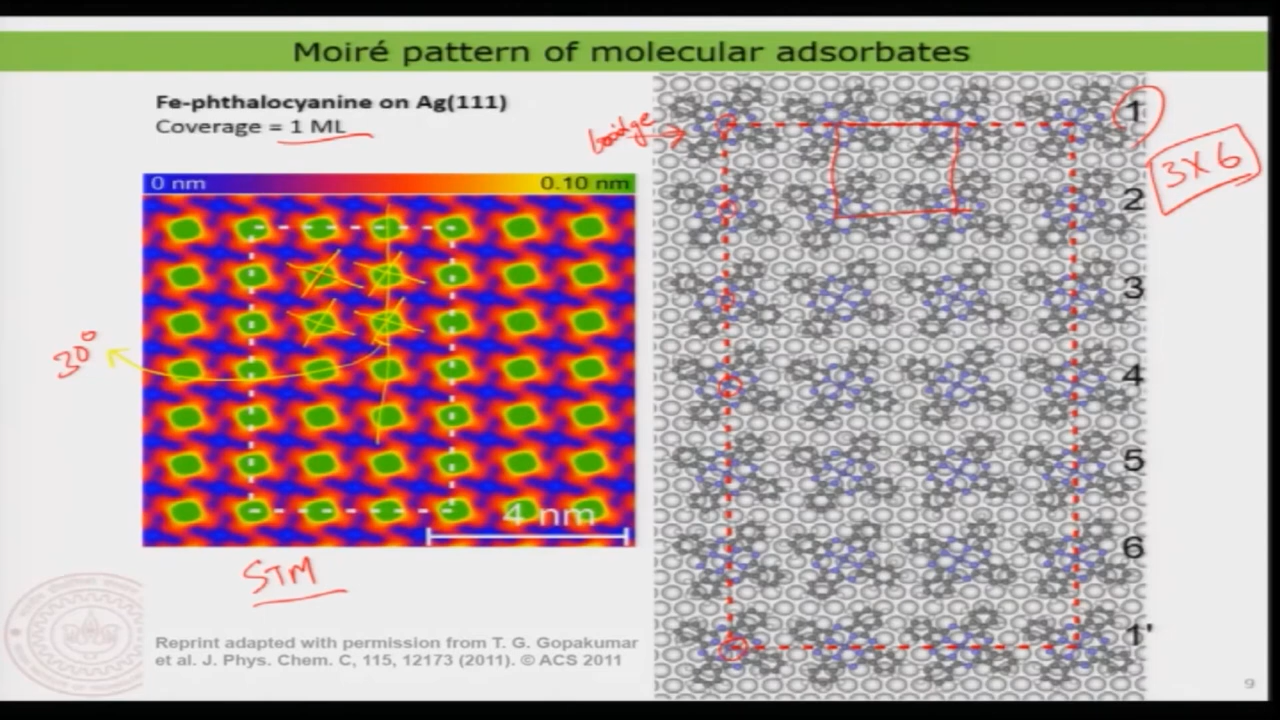 Moiré pattern of molecular adsorbates
Fe-phthalocyanine on Ag(111)
Coverage = 1 ML
0 nm
0.10 nm
4 nm
30°
STM
Reprint adapted with permission from T. G. Gopakumar
et al. J. Phys. Chem. C, 115, 12173 (2011). © ACS 2011
bridge
1
2
3
4
5
6
1'
3X6
9